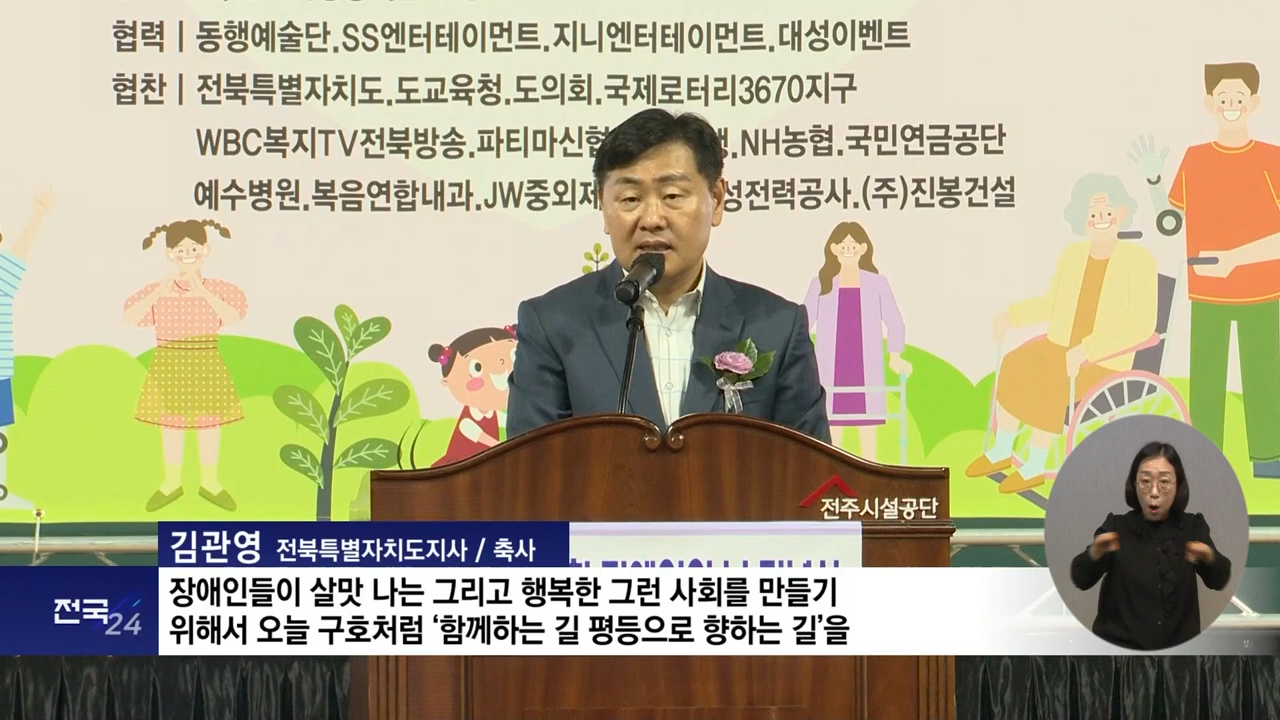 협력 | 동행예술단.SS엔터테이먼트.지니엔터테이먼트.대성이벤트
협찬 | 전북특별자치도.도교육청.도의회.국제로터리3670지구
WBC복지TV전북방송.파티마신협 .NH농협.국민연금공단
예수병원.복음연합내과.JW중외제 성전력공사.(주)진봉건설
전주시설공단
김관영 전북특별자치도지사 / 축사
전국24
장애인들이 살맛 나는 그리고 행복한 그런 사회를 만들기
위해서 오늘 구호처럼 ‘함께하는 길 평등으로 향하는 길’을